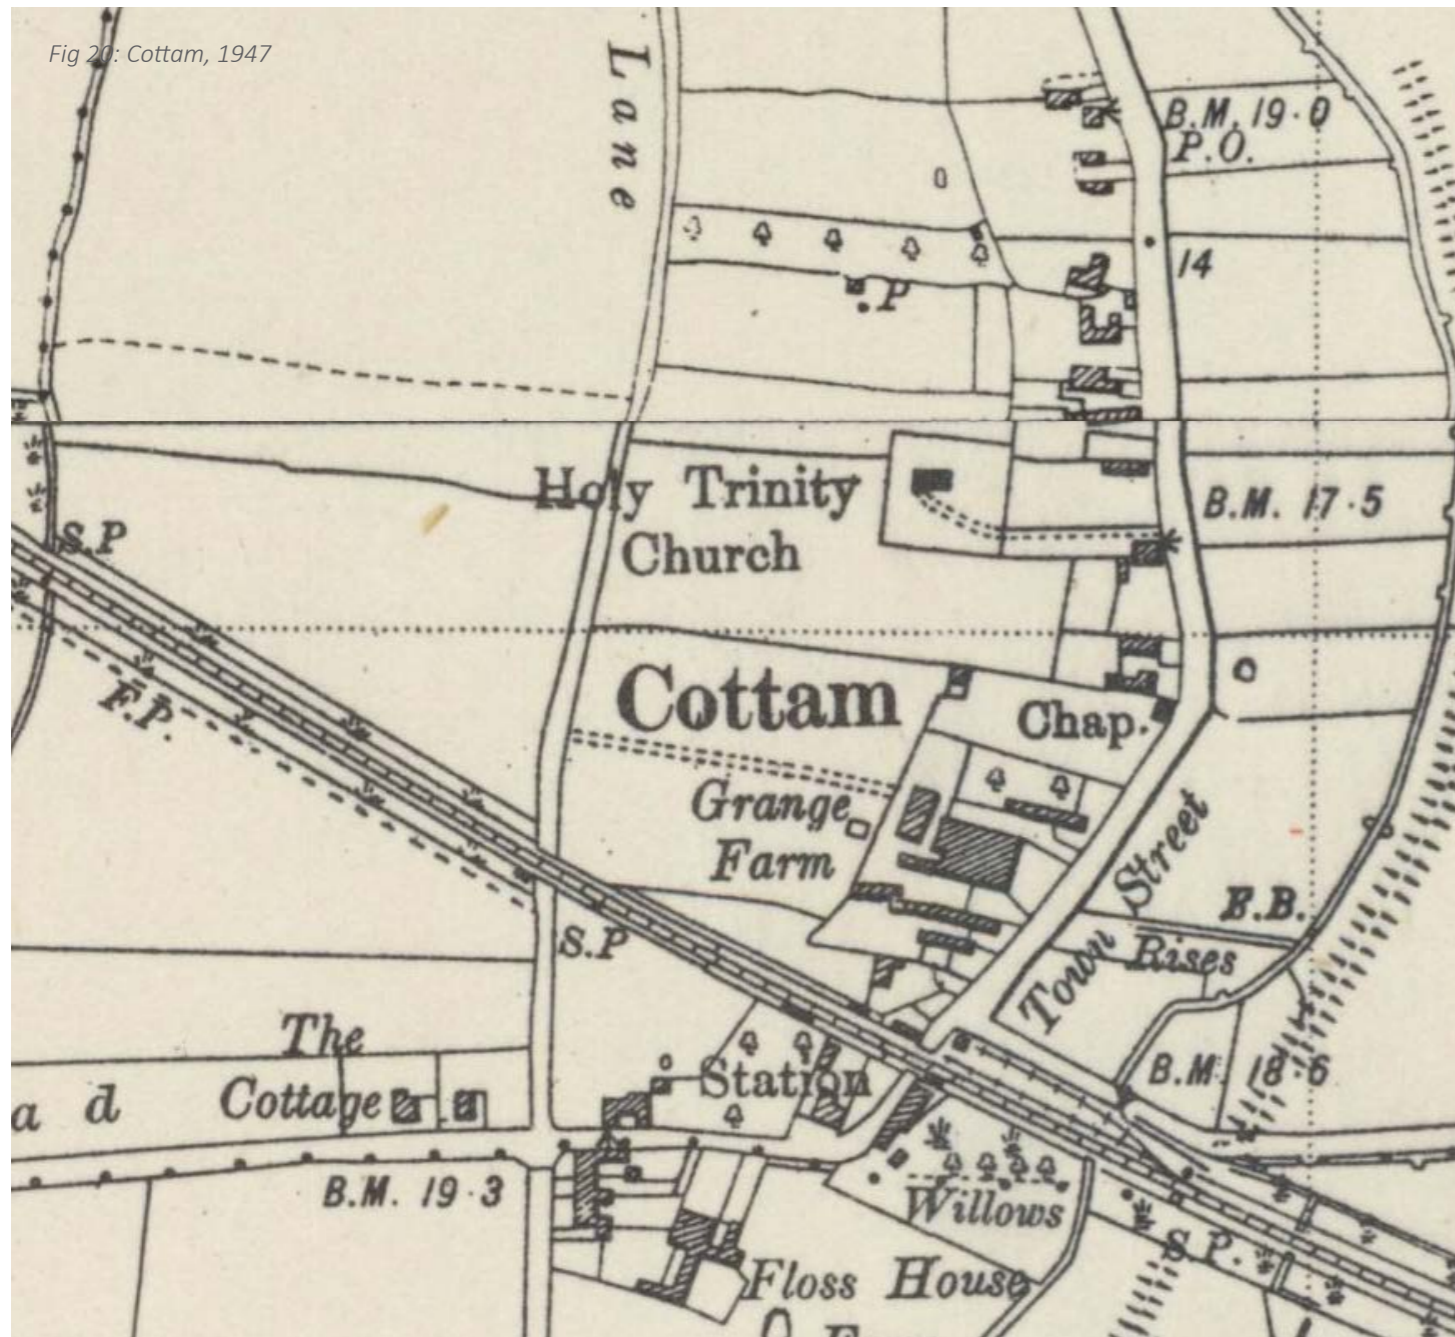 Fig 20: Cottam, 1947
Lane
B.M. 19·0
P.O.
14
P
Holy Trinity
Church
B.M. 17·5
S.P
F.P.
Cottam
Chap.
Grange
Farm
Town Street
F.B.
Rises
S.P
The
Cottage
a d
Station
B.M. 18·6
B.M. 19·3
Willows
S.P.
Floss House